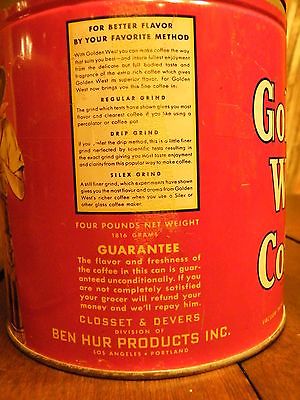 FOR BETTER FLAVOR
BY YOUR FAVORITE METHOD
With Golden West you can make coffee the way
that suits you best—and insure fullest enjoyment
from the delicate but full bodied taste and
fragrance all the extra rich coffee which gives
Golden West its superior flavor. For Golden
West now brings you this fine coffee in.
REGULAR GRIND
The grind which tests have shown gives you most
flavor and clearest coffee if you like using a
percolator or coffee pot.
DRIP GRIND
If you prefer the drip method, this is a little finer
grind perfected by scientific tests resulting in
the exact grind giving you most taste enjoyment
and clarity from this popular way to make coffee.
SILEX GRIND
A still finer grind, which experiments have shown
gives you the most flavor and aroma from Golden
West's richer coffee when you use a Silex or
other glass coffee maker.
FOUR POUNDS NET WEIGHT
1816 GRAMS
GUARANTEE
The flavor and freshness of
the coffee in this can is guar-
anteed unconditionally. If you
are not completely satisfied
your grocer will refund your
money and we'll repay him.
CLOSSET & DEVERS
DIVISION OF
BEN HUR PRODUCTS INC.
LOS ANGELES • PORTLAND
Go
W
Co
VACUUM